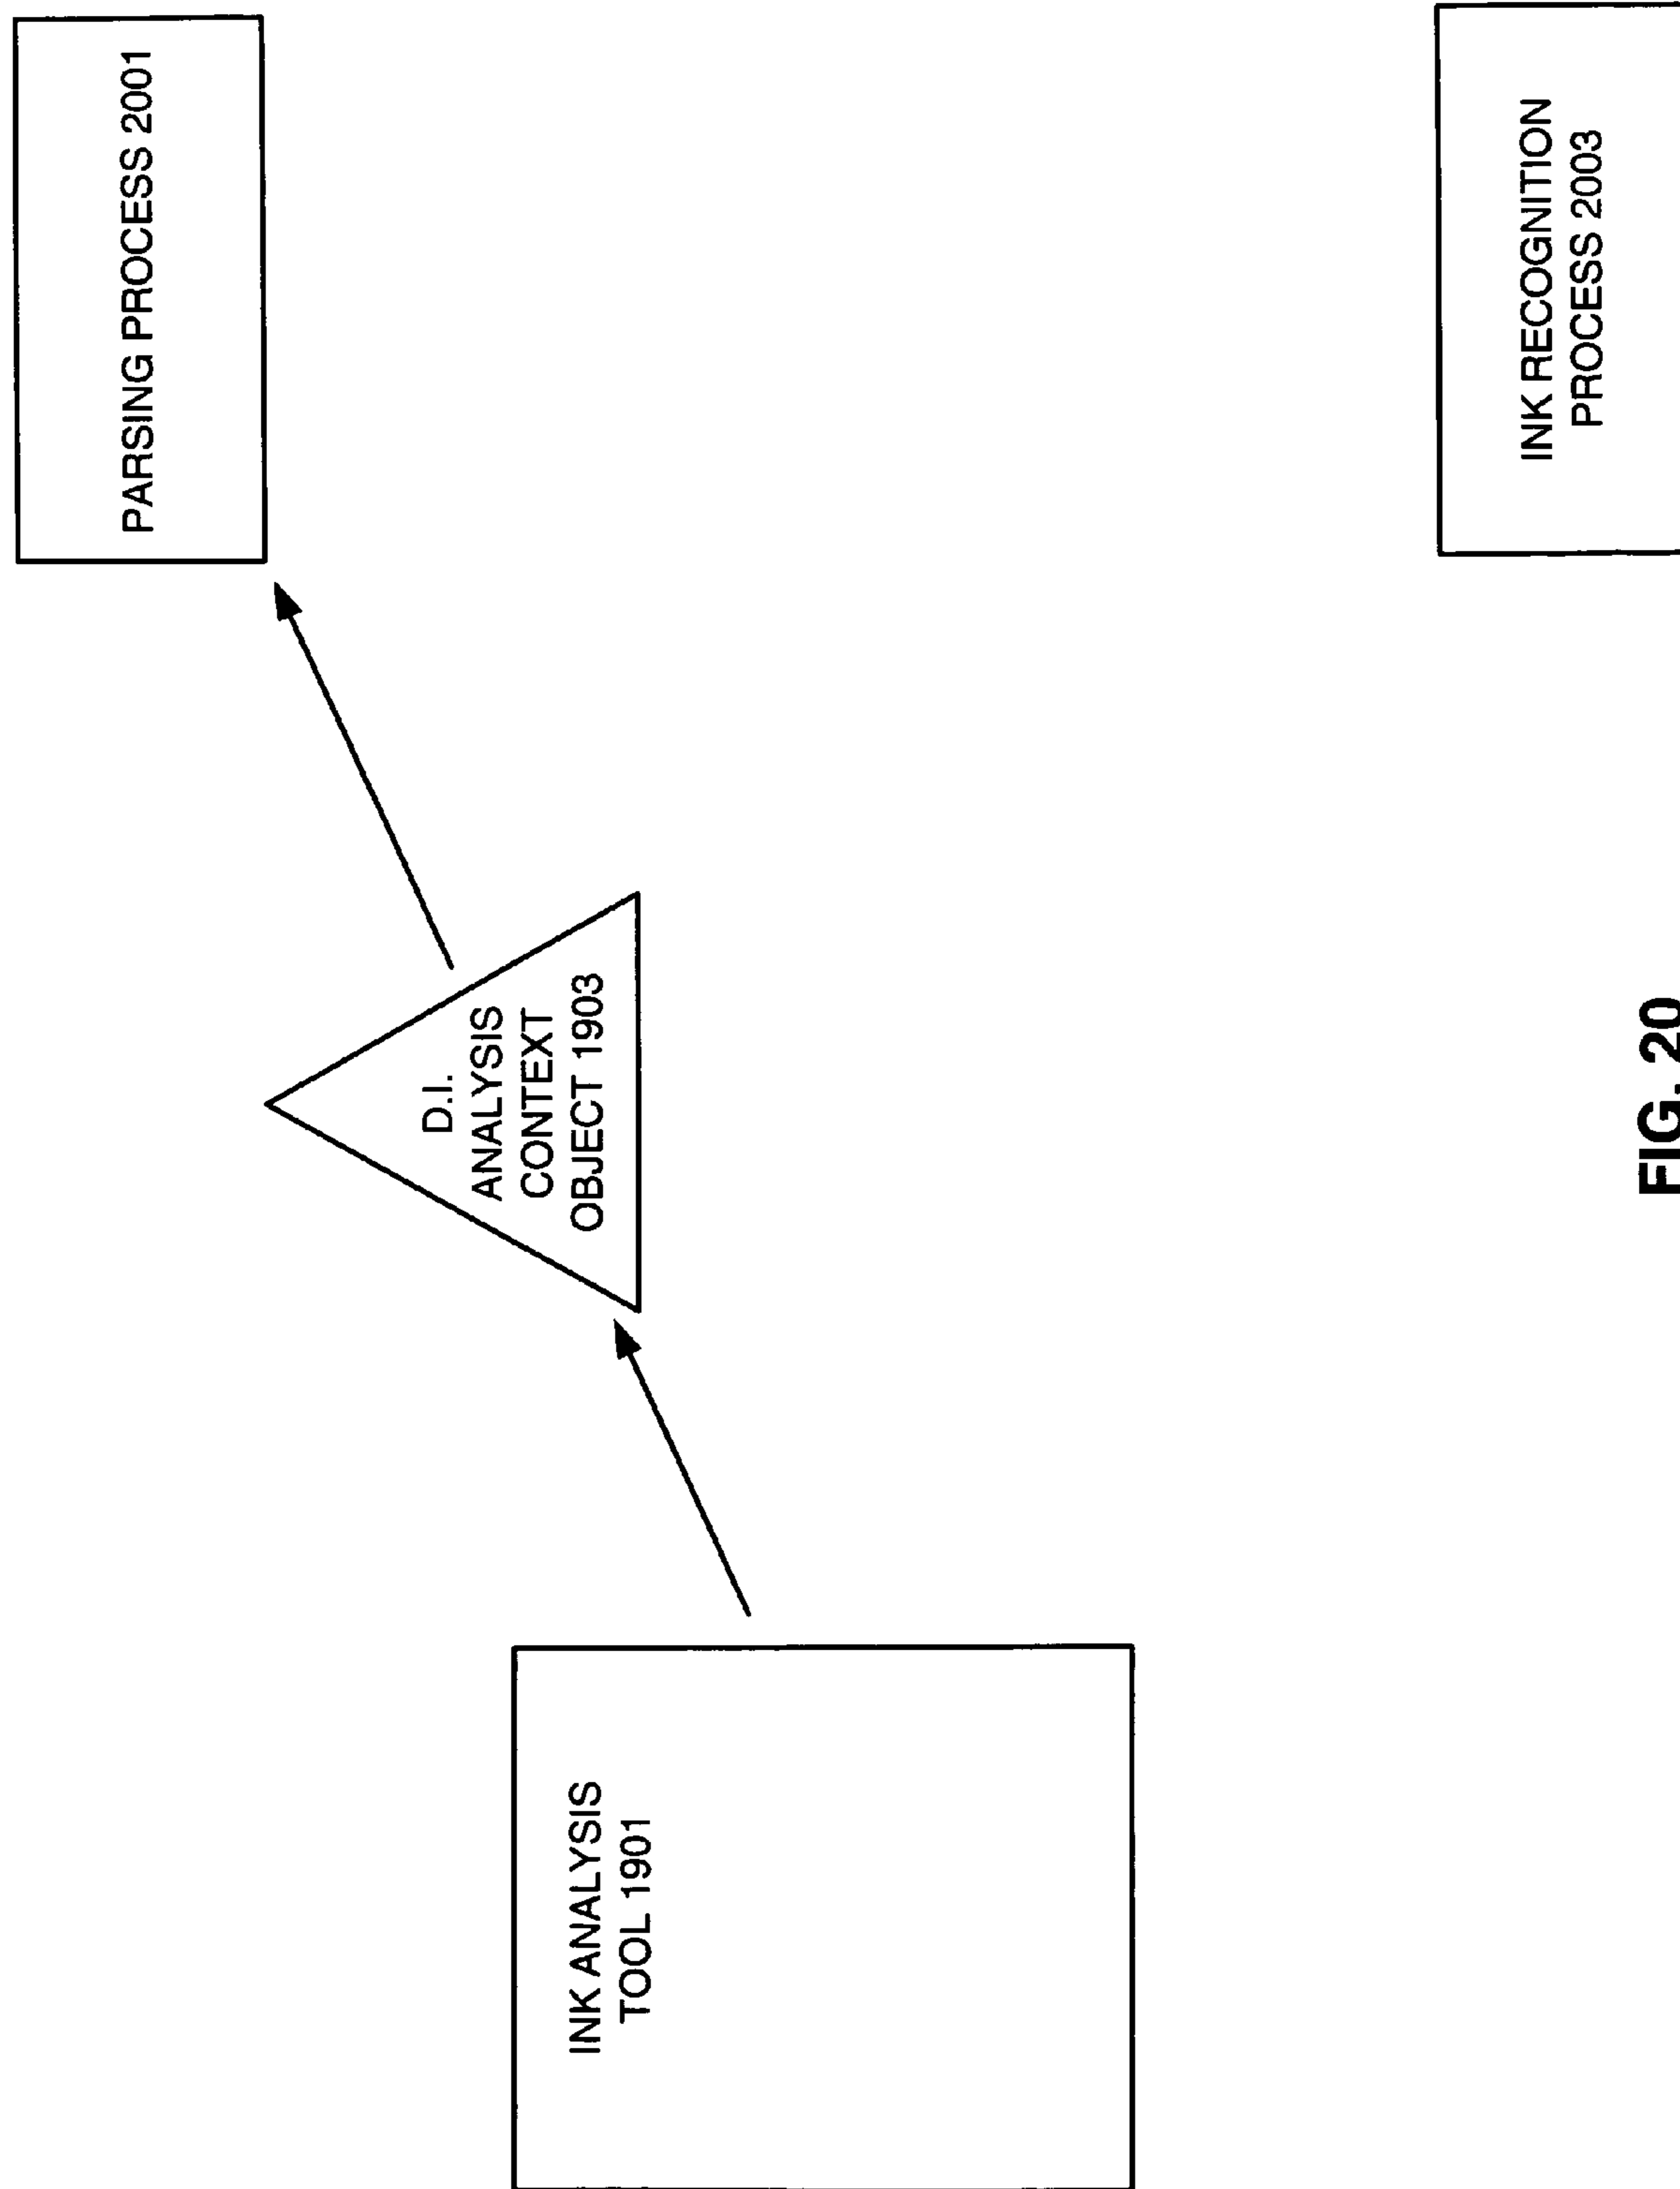 PARSING PROCESS 2001
D.I.
ANALYSIS
CONTEXT
OBJECT 1903
INK ANALYSIS
TOOL 1901
INK RECOGNITION
PROCESS 2003
FIG. 20